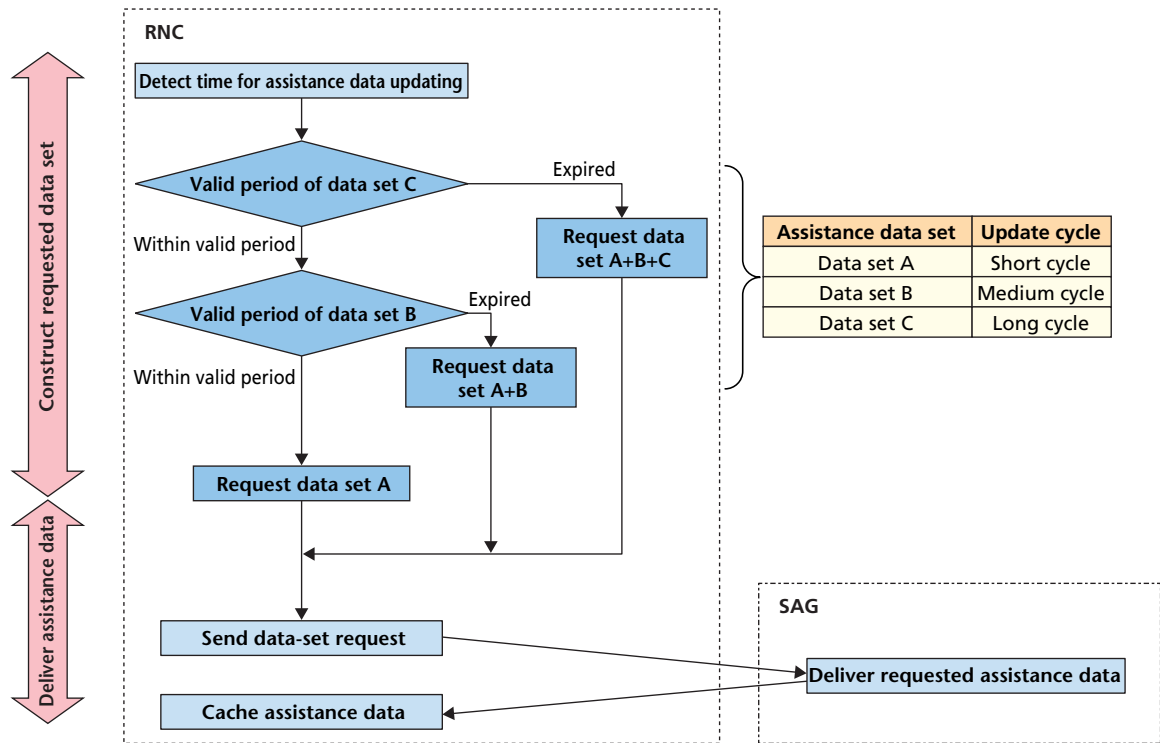 RNC
Detect time for assistance data updating
Valid period of data set C
Expired
Within valid period
Request data
set A+B+C
Valid period of data set B
Expired
Within valid period
Request data
set A+B
Request data set A
Send data-set request
Cache assistance data
Construct requested data set
Deliver assistance data
Assistance data set Update cycle
Data set A Short cycle
Data set B Medium cycle
Data set C Long cycle
SAG
Deliver requested assistance data